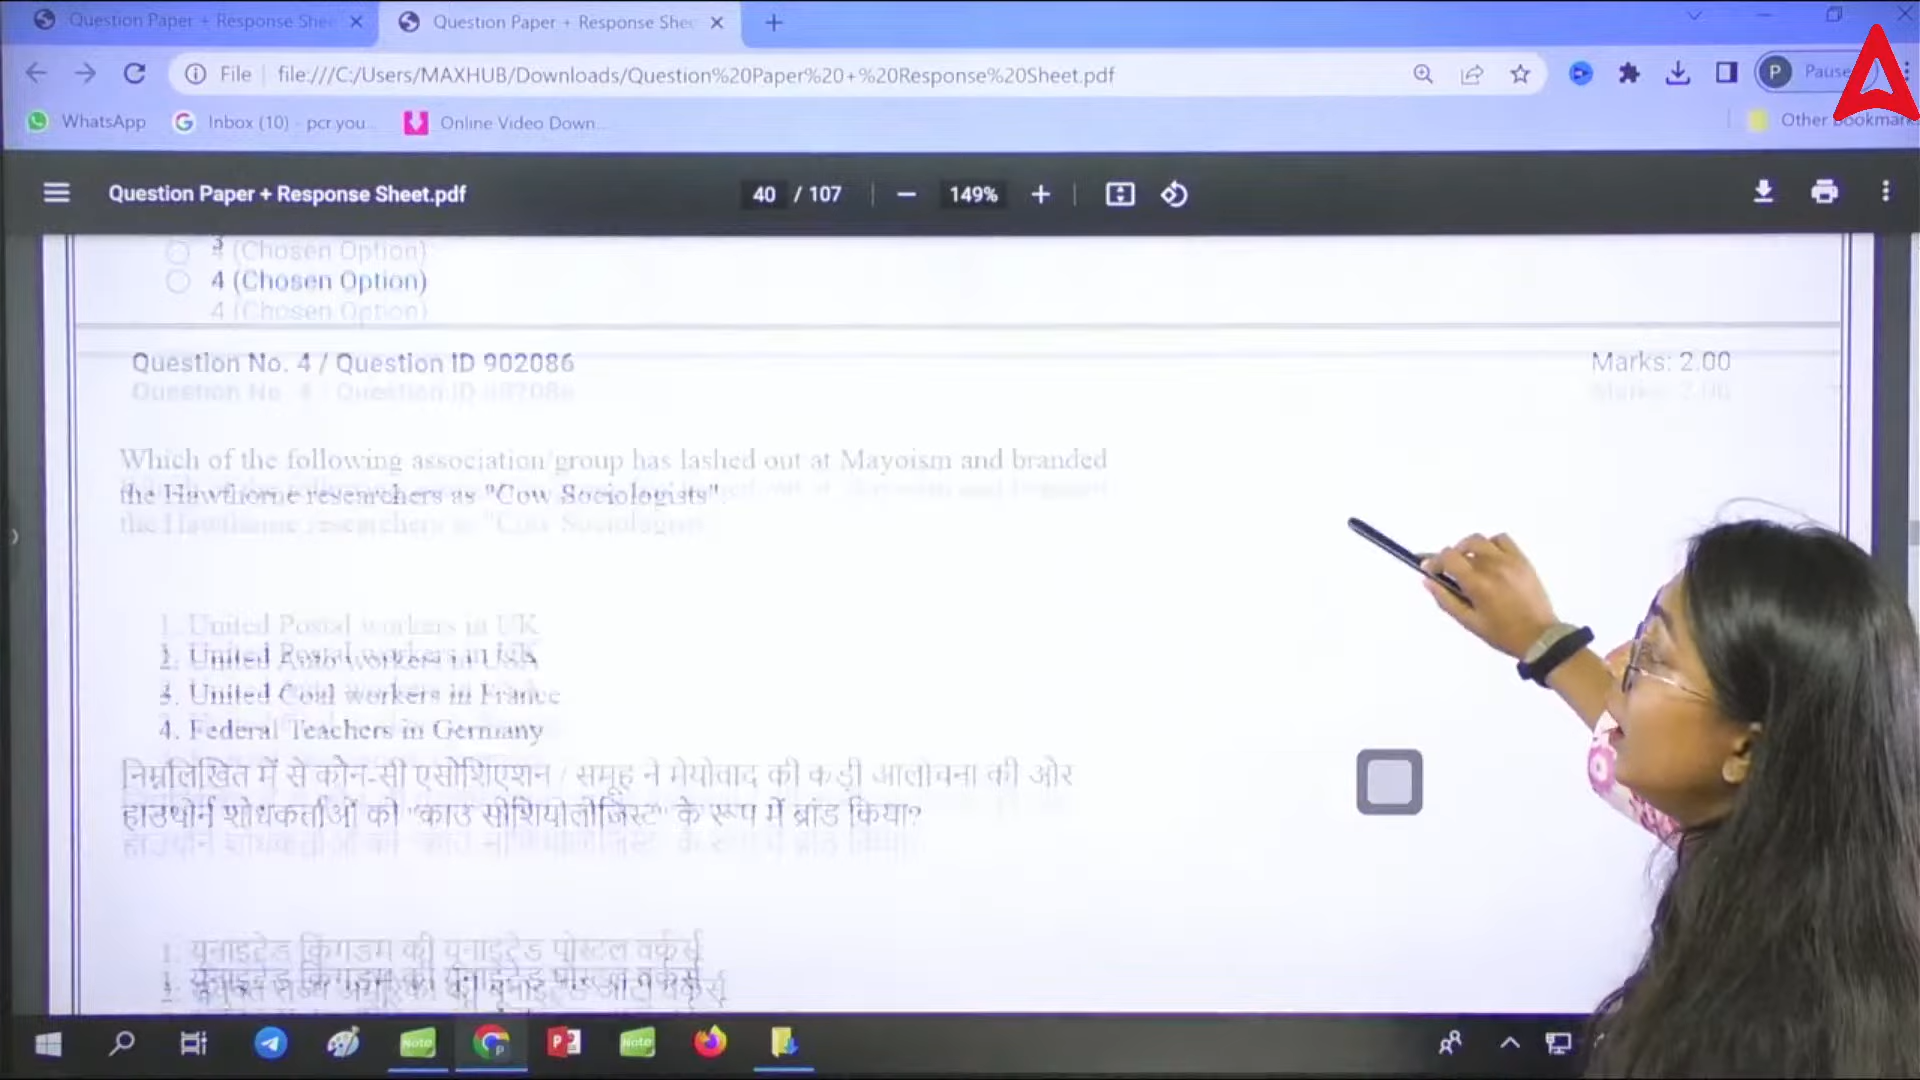 Question Paper + Response Shee
Question Paper + Response Shee
File
file:///C:/Users/MAXHUB/Downloads/Question%20Paper%20+%20Response%20Sheet.pdf
P
Pause
WhatsApp
Inbox (10) - pcr.you...
Online Video Down...
Other Bookmark
Question Paper + Response Sheet.pdf
40 / 107
149%
4 (Chosen Option)
Question No. 4 / Question ID 902086
Marks: 2.00
Which of the following association/group has lashed out at Mayoism and branded
the Hawthorne researchers as "Cow Sociologists".
1. United Postal workers in UK
2. United Auto workers in USA
3. United Coal workers in France
4. Federal Teachers in Germany
निम्नलिखित में से कौन-सी एसोशिएशन / समूह ने मेयोवाद की कड़ी आलोचना की और
हाउथोर्न शोधकर्ताओं को "काउ सोशियोलोजिस्ट" के रूप में ब्रांड किया?
1. यूनाइटेड किंगडम की यूनाइटेड पोस्टल वर्कर्स